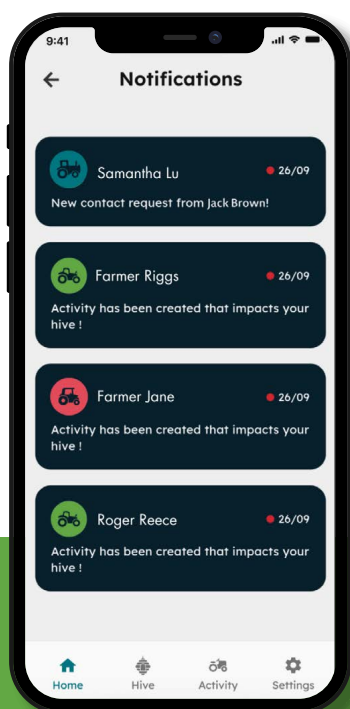 9:41
Notifications
Samantha Lu 26/09
New contact request from Jack Brown!
Farmer Riggs 26/09
Activity has been created that impacts your
hive !
Farmer Jane 26/09
Activity has been created that impacts your
hive !
Roger Reece 26/09
Activity has been created that impacts your
hive !
Home Hive Activity Settings